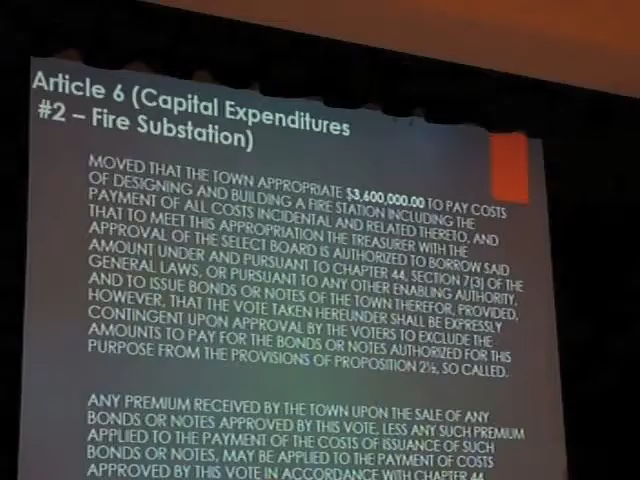 Article 6 (Capital Expenditures
#2 – Fire Substation)
MOVED THAT THE TOWN APPROPRIATE $3,600,000.00 TO PAY COSTS
OF DESIGNING AND BUILDING A FIRE STATION INCLUDING THE
PAYMENT OF ALL COSTS INCIDENTAL AND RELATED THERETO, AND
THAT TO MEET THIS APPROPRIATION THE TREASURER WITH THE
APPROVAL OF THE SELECT BOARD IS AUTHORIZED TO BORROW SAID
AMOUNT UNDER AND PURSUANT TO CHAPTER 44, SECTION 7(3) OF THE
GENERAL LAWS, OR PURSUANT TO ANY OTHER ENABLING AUTHORITY,
AND TO ISSUE BONDS OR NOTES OF THE TOWN THEREFOR, PROVIDED,
HOWEVER, THAT THE VOTE TAKEN HEREUNDER SHALL BE EXPRESSLY
CONTINGENT UPON APPROVAL BY THE VOTERS TO EXCLUDE THE
AMOUNTS TO PAY FOR THE BONDS OR NOTES AUTHORIZED FOR THIS
PURPOSE FROM THE PROVISIONS OF PROPOSITION 2½, SO CALLED.
ANY PREMIUM RECEIVED BY THE TOWN UPON THE SALE OF ANY
BONDS OR NOTES APPROVED BY THIS VOTE, LESS ANY SUCH PREMIUM
APPLIED TO THE PAYMENT OF THE COSTS OF ISSUANCE OF SUCH
BONDS OR NOTES, MAY BE APPLIED TO THE PAYMENT OF COSTS
APPROVED BY THIS VOTE IN ACCORDANCE WITH CHAPTER 44,